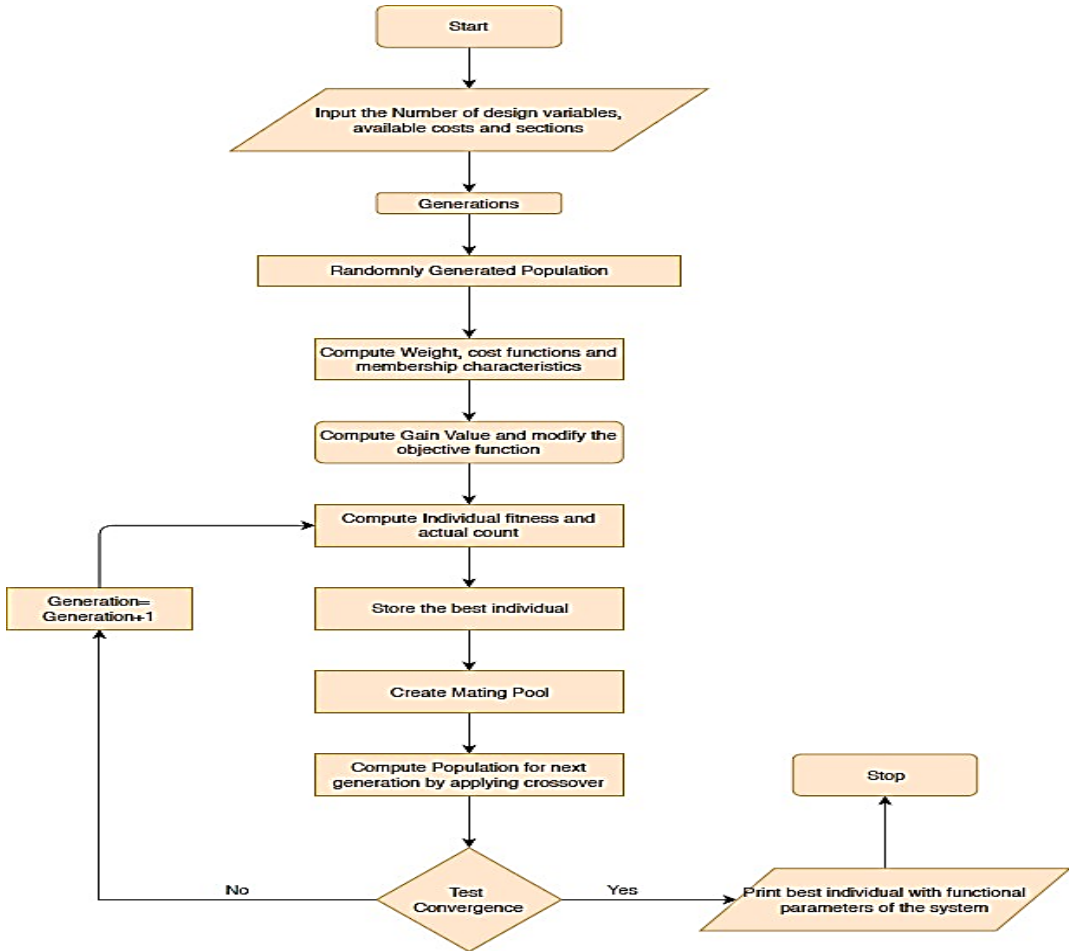 Start
Input the Number of design variables,
available costs and sections
Generations
Randomnly Generated Population
Compute Weight, cost functions and
membership characteristics
Compute Gain Value and modify the
objective function
Compute Individual fitness and
actual count
Generation=
Generation+1
Store the best individual
Create Mating Pool
Compute Population for next
generation by applying crossover
Stop
No
Test
Convergence
Yes
Print best individual with functional
parameters of the system